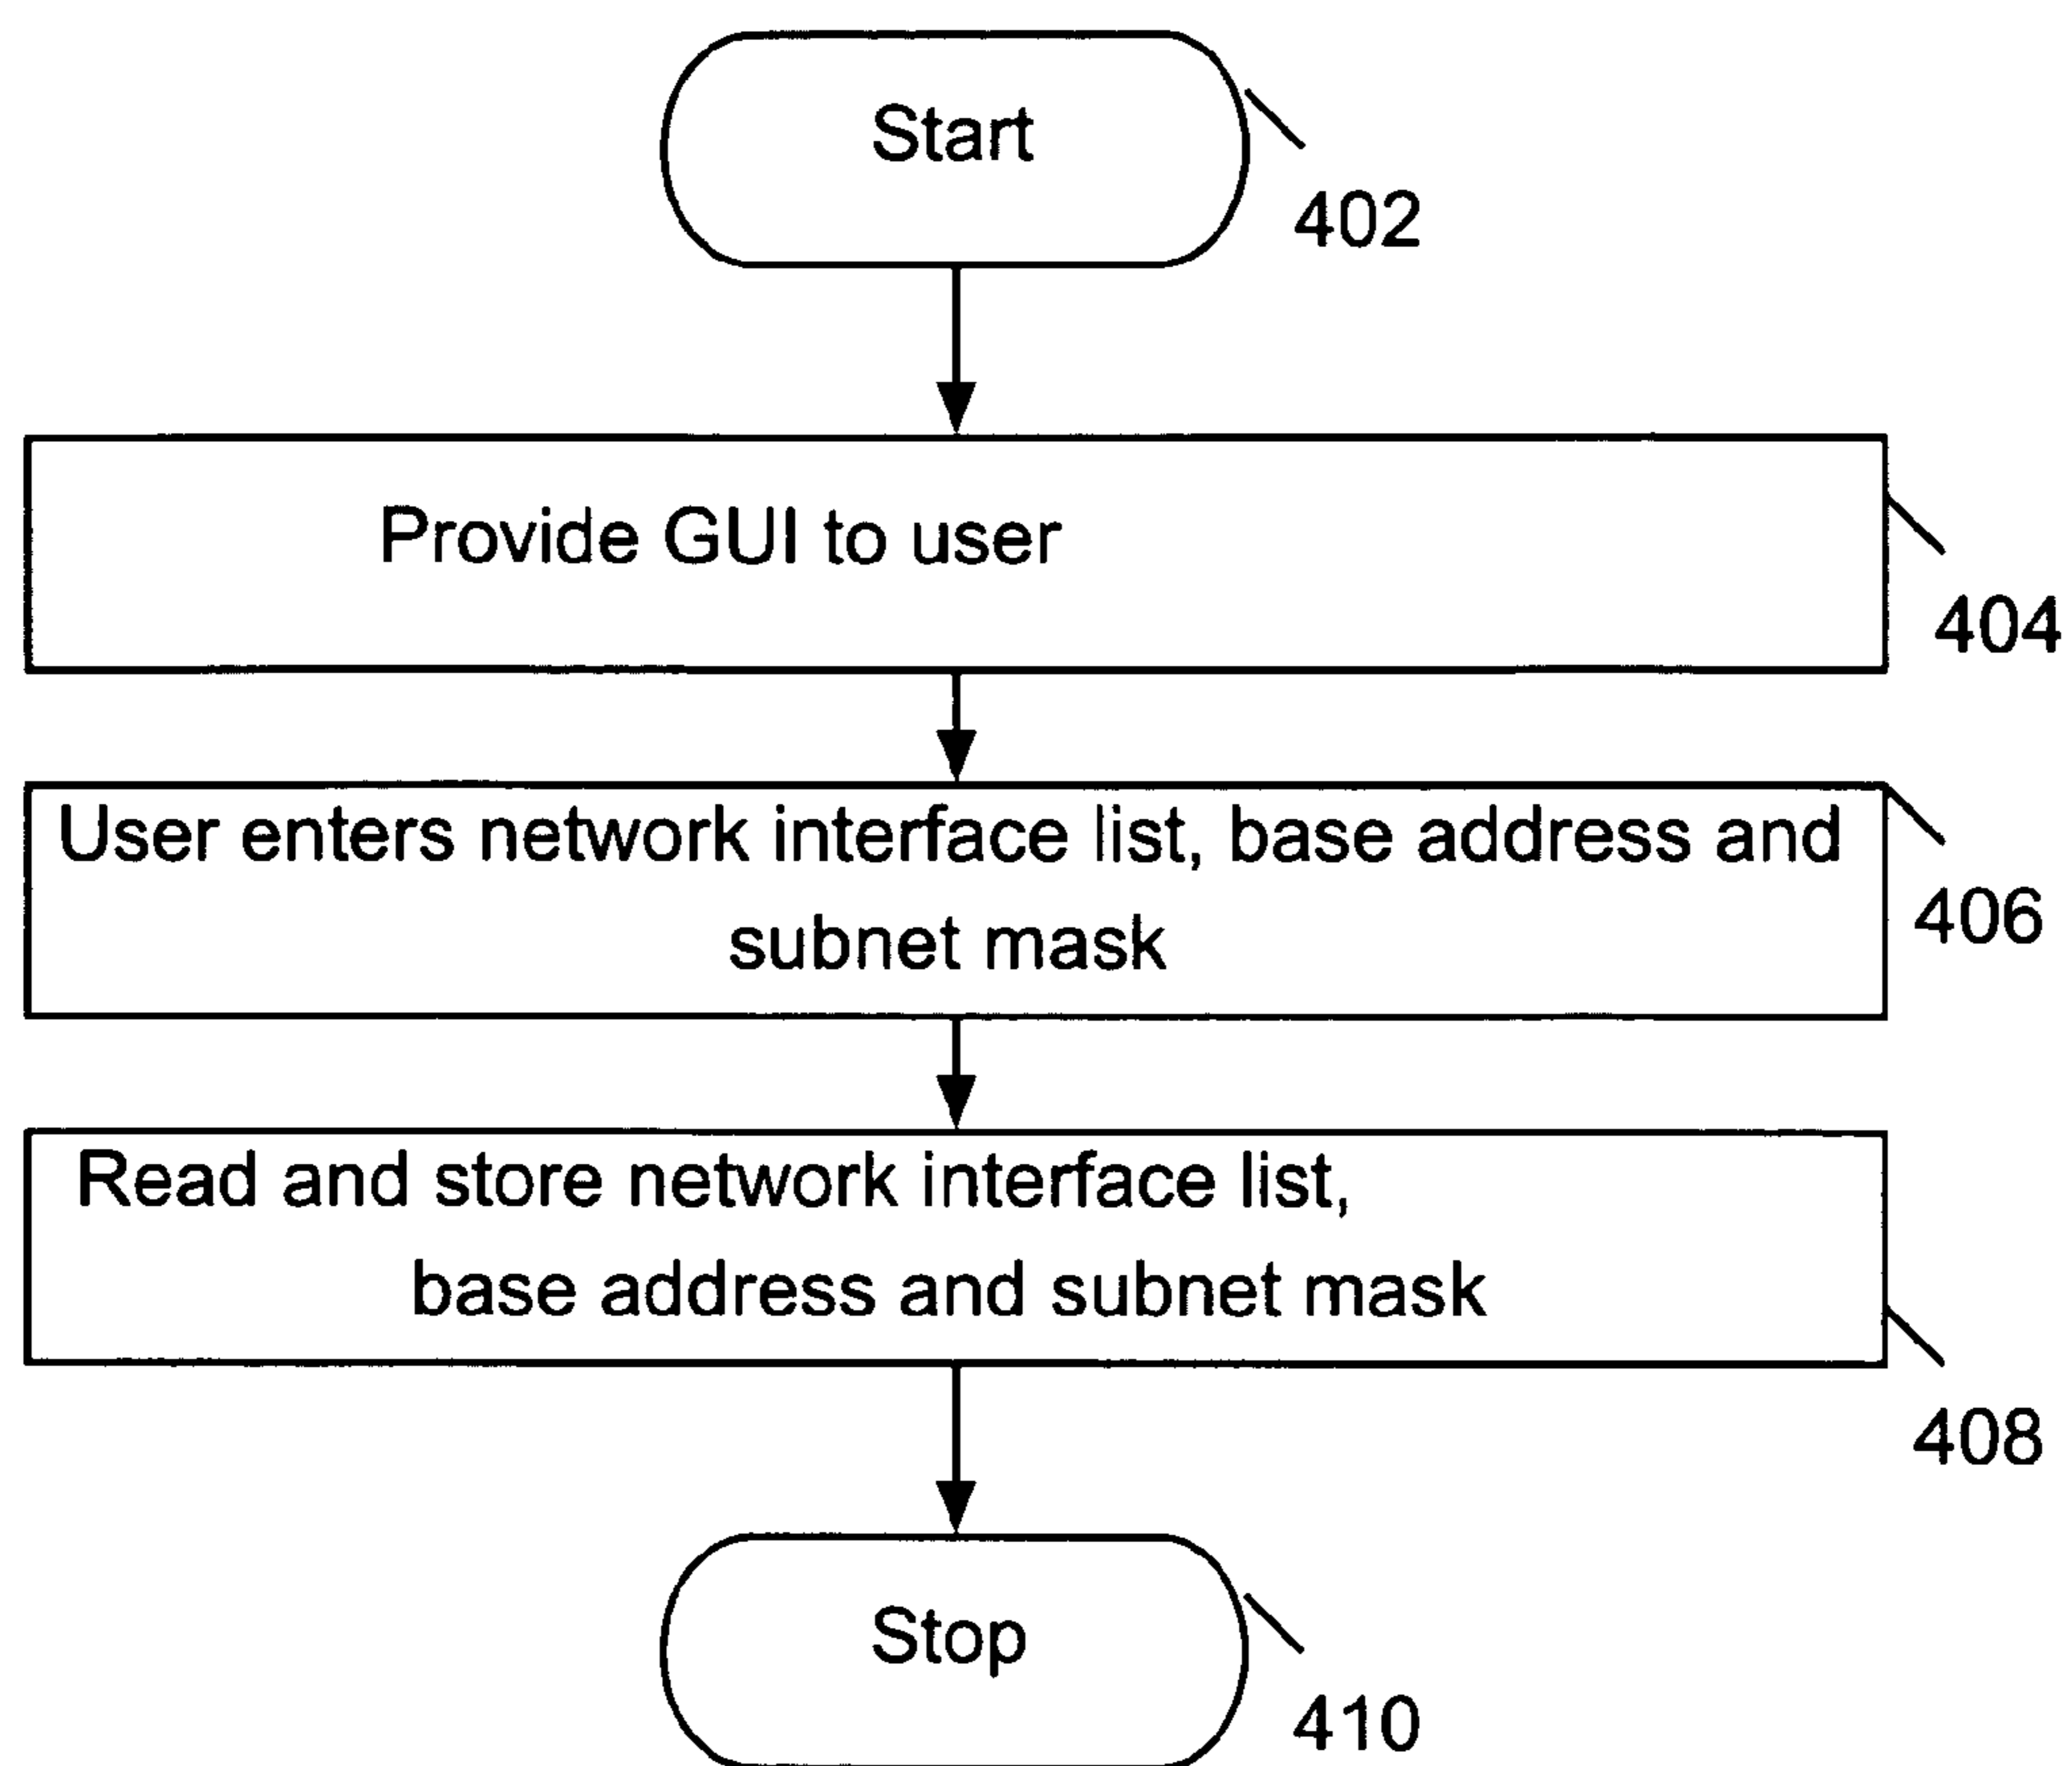 Start
402
Provide GUI to user
404
User enters network interface list, base address and
subnet mask
406
Read and store network interface list,
base address and subnet mask
408
Stop
410